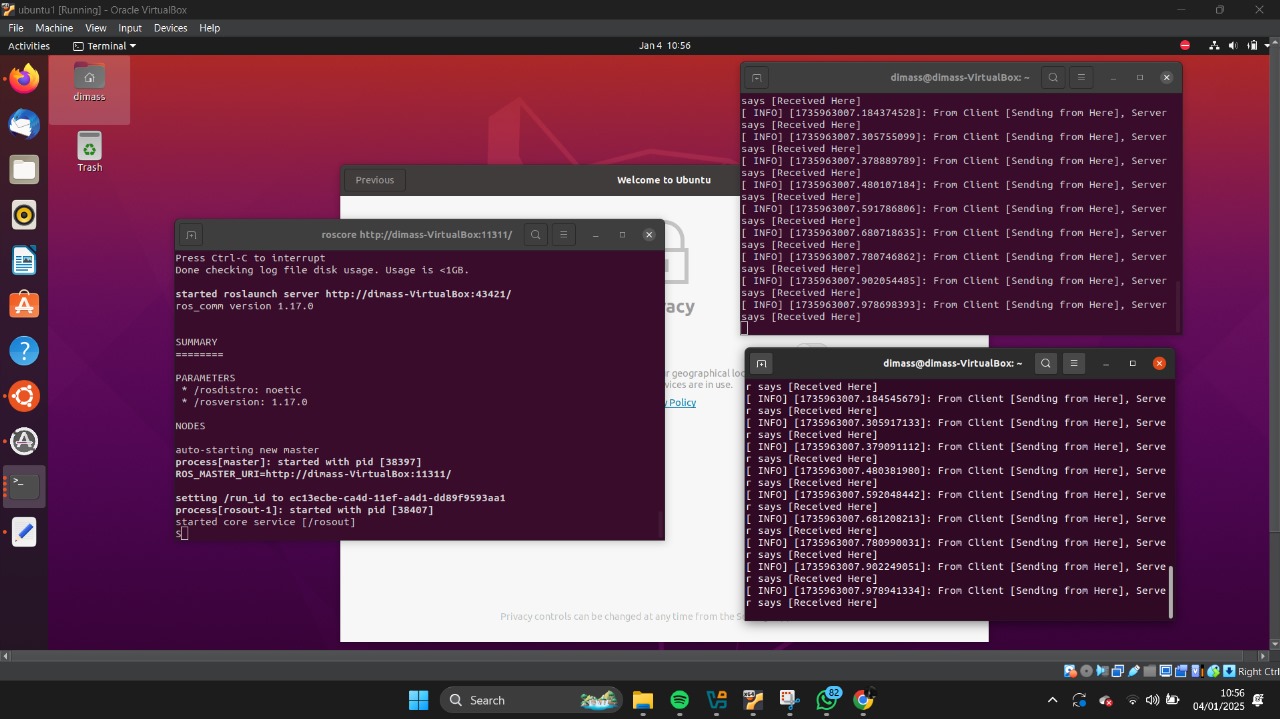 ubuntu1 [Running] - Oracle VirtualBox
File Machine View Input Devices Help
Activities Terminal Jan 4 10:56
dimass
Trash
Previous Welcome to Ubuntu
Privacy controls can be changed at any time from the
roscore http://dimass-VirtualBox:11311/
Press Ctrl-C to interrupt
Done checking log file disk usage. Usage is <1GB.
started roslaunch server http://dimass-VirtualBox:43421/
ros_comm version 1.17.0
SUMMARY
========
PARAMETERS
* /rosdistro: noetic
* /rosversion: 1.17.0
NODES
auto-starting new master
process[master]: started with pid [38397]
ROS_MASTER_URI=http://dimass-VirtualBox:11311/
setting /run_id to ec13ecbe-ca4d-11ef-a4d1-dd89f9593aa1
process[rosout-1]: started with pid [38407]
started core service [/rosout]
S
vacy
r geographical loc
vices are in use.
y Policy
dimass@dimass-VirtualBox: ~
says [Received Here]
[ INFO] [1735963007.184374528]: From Client [Sending from Here], Server
says [Received Here]
[ INFO] [1735963007.305755099]: From Client [Sending from Here], Server
says [Received Here]
[ INFO] [1735963007.378889789]: From Client [Sending from Here], Server
says [Received Here]
[ INFO] [1735963007.480107184]: From Client [Sending from Here], Server
says [Received Here]
[ INFO] [1735963007.591786806]: From Client [Sending from Here], Server
says [Received Here]
[ INFO] [1735963007.680718635]: From Client [Sending from Here], Server
says [Received Here]
[ INFO] [1735963007.780746862]: From Client [Sending from Here], Server
says [Received Here]
[ INFO] [1735963007.902054485]: From Client [Sending from Here], Server
says [Received Here]
[ INFO] [1735963007.978698393]: From Client [Sending from Here], Server
says [Received Here]
dimass@dimass-VirtualBox: ~
r says [Received Here]
[ INFO] [1735963007.184545679]: From Client [Sending from Here], Serve
r says [Received Here]
[ INFO] [1735963007.305917133]: From Client [Sending from Here], Serve
r says [Received Here]
[ INFO] [1735963007.379091112]: From Client [Sending from Here], Serve
r says [Received Here]
[ INFO] [1735963007.480381980]: From Client [Sending from Here], Serve
r says [Received Here]
[ INFO] [1735963007.592048442]: From Client [Sending from Here], Serve
r says [Received Here]
[ INFO] [1735963007.681208213]: From Client [Sending from Here], Serve
r says [Received Here]
[ INFO] [1735963007.780990031]: From Client [Sending from Here], Serve
r says [Received Here]
[ INFO] [1735963007.902249051]: From Client [Sending from Here], Serve
r says [Received Here]
[ INFO] [1735963007.978941334]: From Client [Sending from Here], Serve
r says [Received Here]
Right Ctrl
Search
82
10:56
04/01/2025